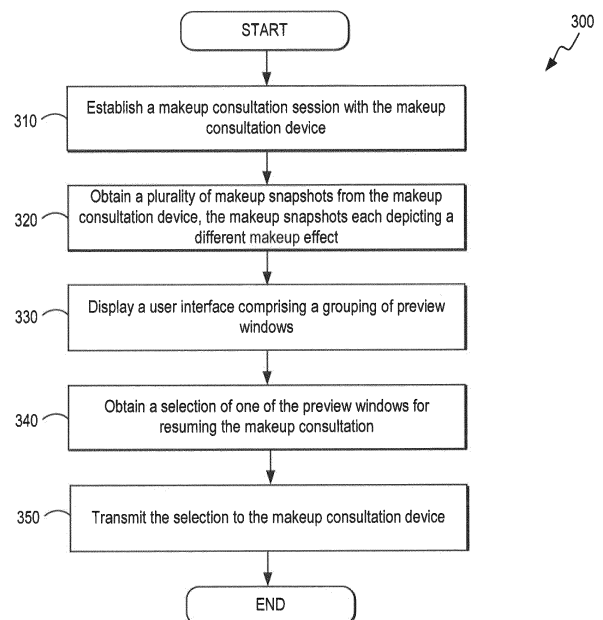 START
300
310
Establish a makeup consultation session with the makeup
consultation device
320
Obtain a plurality of makeup snapshots from the makeup
consultation device, the makeup snapshots each depicting a
different makeup effect
330
Display a user interface comprising a grouping of preview
windows
340
Obtain a selection of one of the preview windows for
resuming the makeup consultation
350
Transmit the selection to the makeup consultation device
END